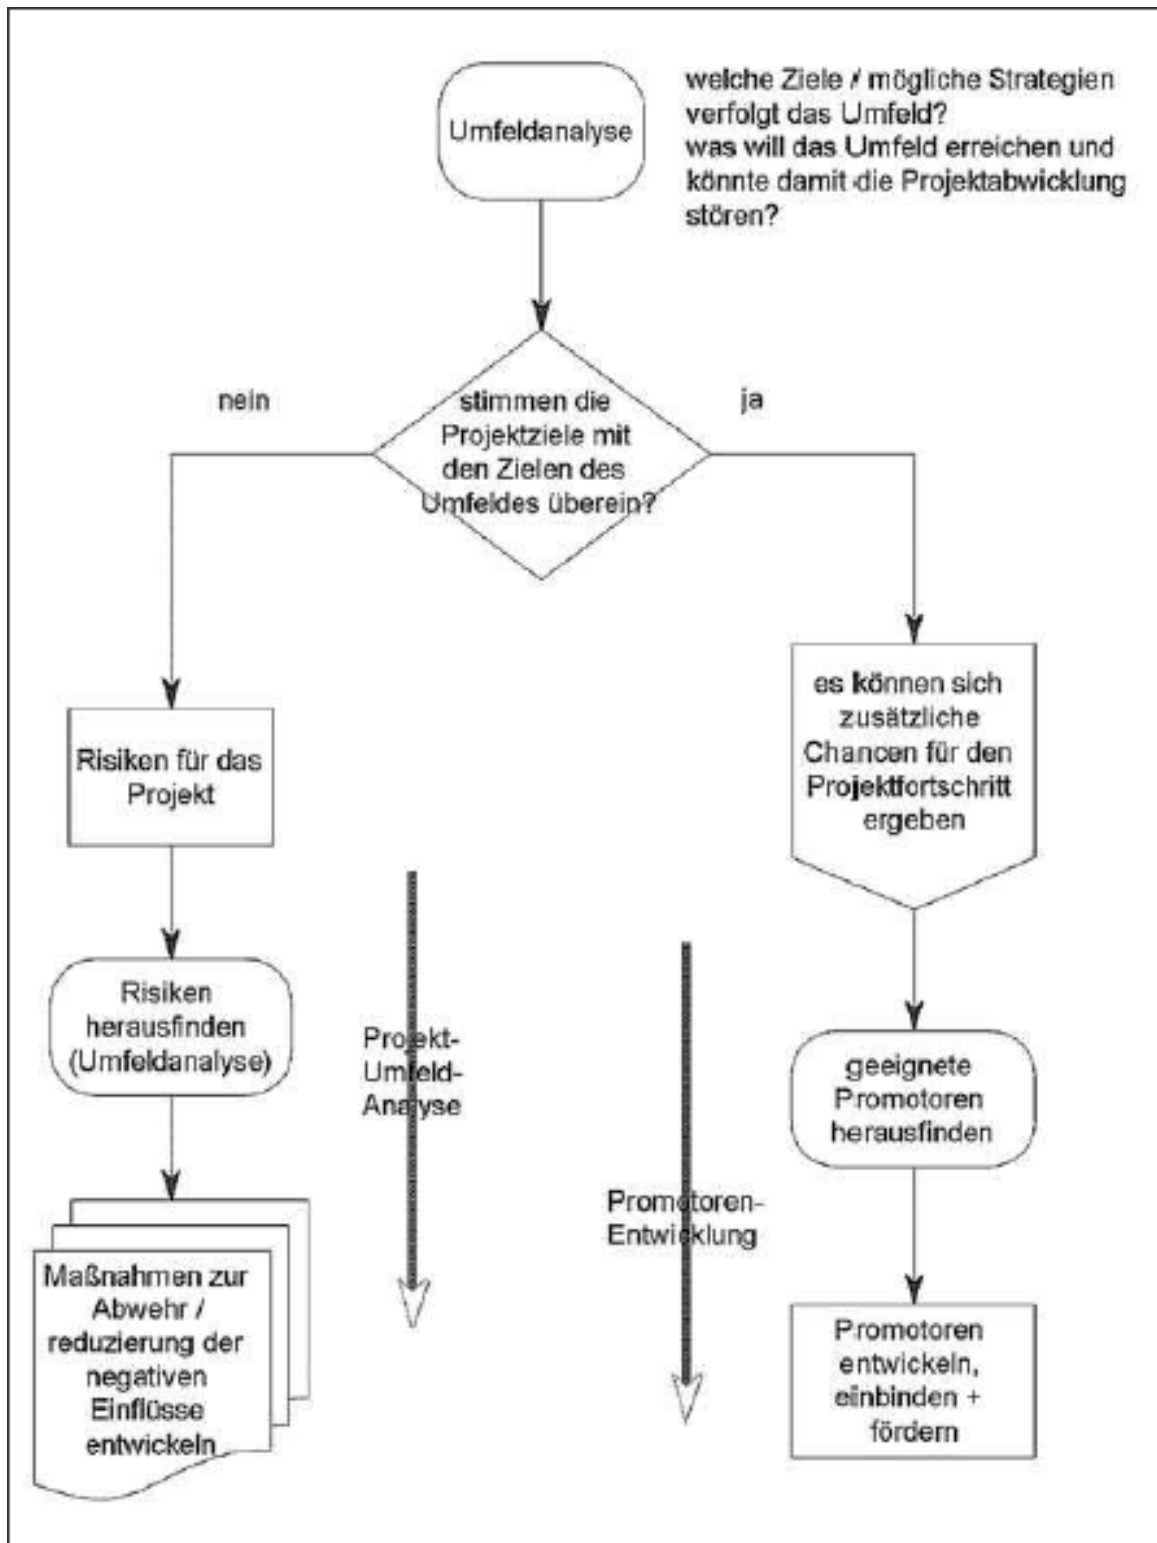 Umfeldanalyse
welche Ziele / mögliche Strategien
verfolgt das Umfeld?
was will das Umfeld erreichen und
könnte damit die Projektabwicklung
stören?
nein
ja
stimmen die
Projektziele mit
den Zielen des
Umfeldes überein?
Risiken für das
Projekt
es können sich
zusätzliche
Chancen für den
Projektfortschritt
ergeben
Risiken
herausfinden
(Umfeldanalyse)
Projekt-
Umfeld-
Analyse
geeignete
Promotoren
herausfinden
Promotoren-
Entwicklung
Maßnahmen zur
Abwehr /
reduzierung der
negativen
Einflüsse
entwickeln
Promotoren
entwickeln,
einbinden +
fördern